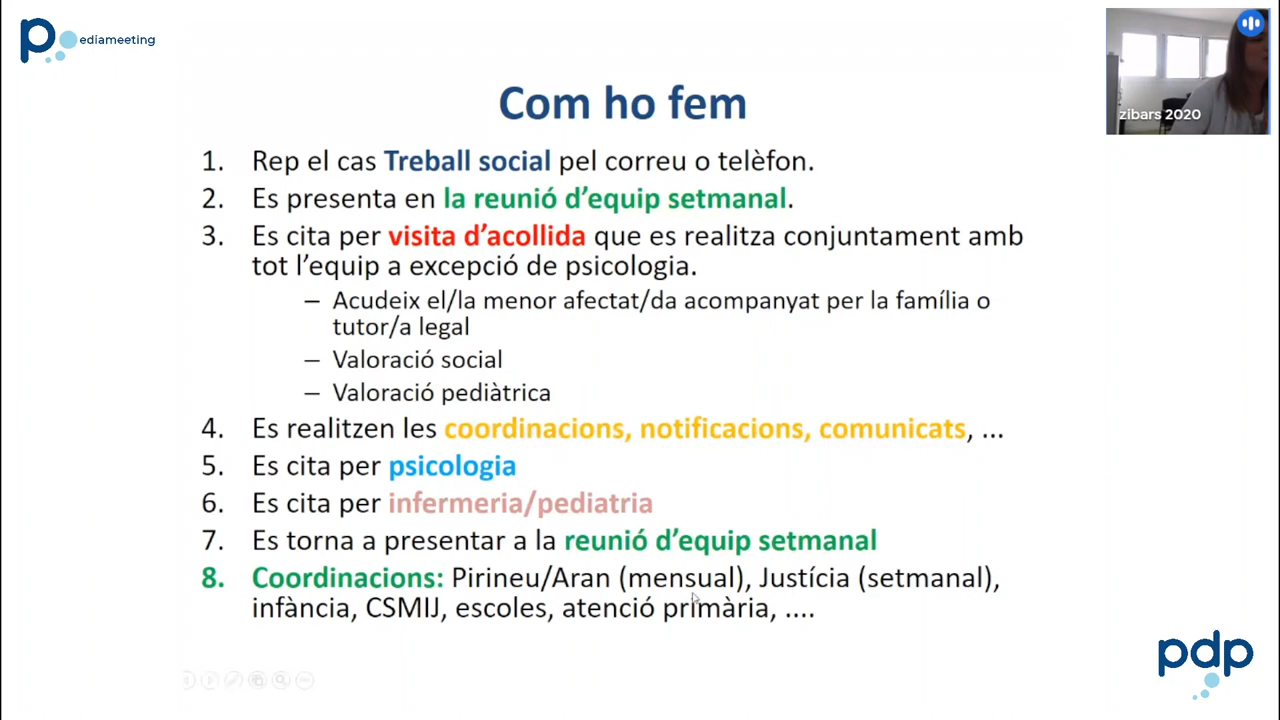 pediameeting
zibars 2020
Com ho fem
1. Rep el cas Treball social pel correu o telèfon.
2. Es presenta en la reunió d’equip setmanal.
3. Es cita per visita d’acollida que es realitza conjuntament amb
tot l’equip a excepció de psicologia.
– Acudeix el/la menor afectat/da acompanyat per la família o
tutor/a legal
– Valoració social
– Valoració pediàtrica
4. Es realitzen les coordinacions, notificacions, comunicats, ...
5. Es cita per psicologia
6. Es cita per infermeria/pediatria
7. Es torna a presentar a la reunió d’equip setmanal
8. Coordinacions: Pirineu/Aran (mensual), Justícia (setmanal),
infància, CSMIJ, escoles, atenció primària, ....
pdp